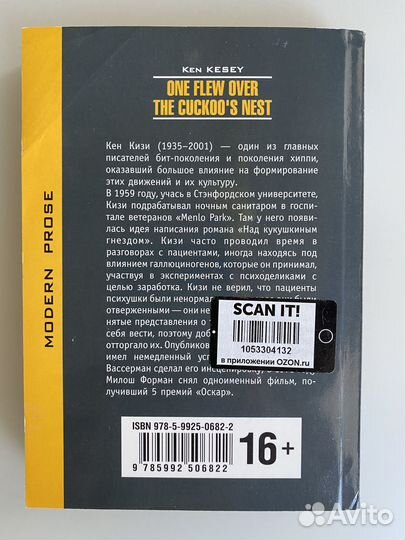 KEN KESEY
ONE FLEW OVER
THE CUCKOO'S NEST
MODERN PROSE
Кен Кизи (1935–2001) — один из главных
писателей бит-поколения и поколения хиппи,
оказавший большое влияние на формирование
этих движений и их культуру.
В 1959 году, учась в Стэнфордском университете,
Кизи подрабатывал ночным санитаром в госпи-
тале ветеранов «Menlo Park». Там у него появи-
лась идея написания романа «Над кукушкиным
гнездом». Кизи часто проводил время в
разговорах с пациентами, иногда находясь под
влиянием галлюциногенов, которые он принимал,
участвуя в экспериментах с психоделиками с
целью заработка. Кизи не верил, что пациенты
психушки были ненормал
отверженными — они не
нятые представления о т
себя вести, поэтому доб
отторгало их. Опубликов
имел немедленный усп
Вассерман сделал его инсценировку
Милош Форман снял одноименный фильм, по-
лучивший 5 премий «Оскар».
SCAN IT!
1053304132
в приложении OZON.ru
ISBN 978-5-9925-0682-2
9 785992 506822
16+
Avito